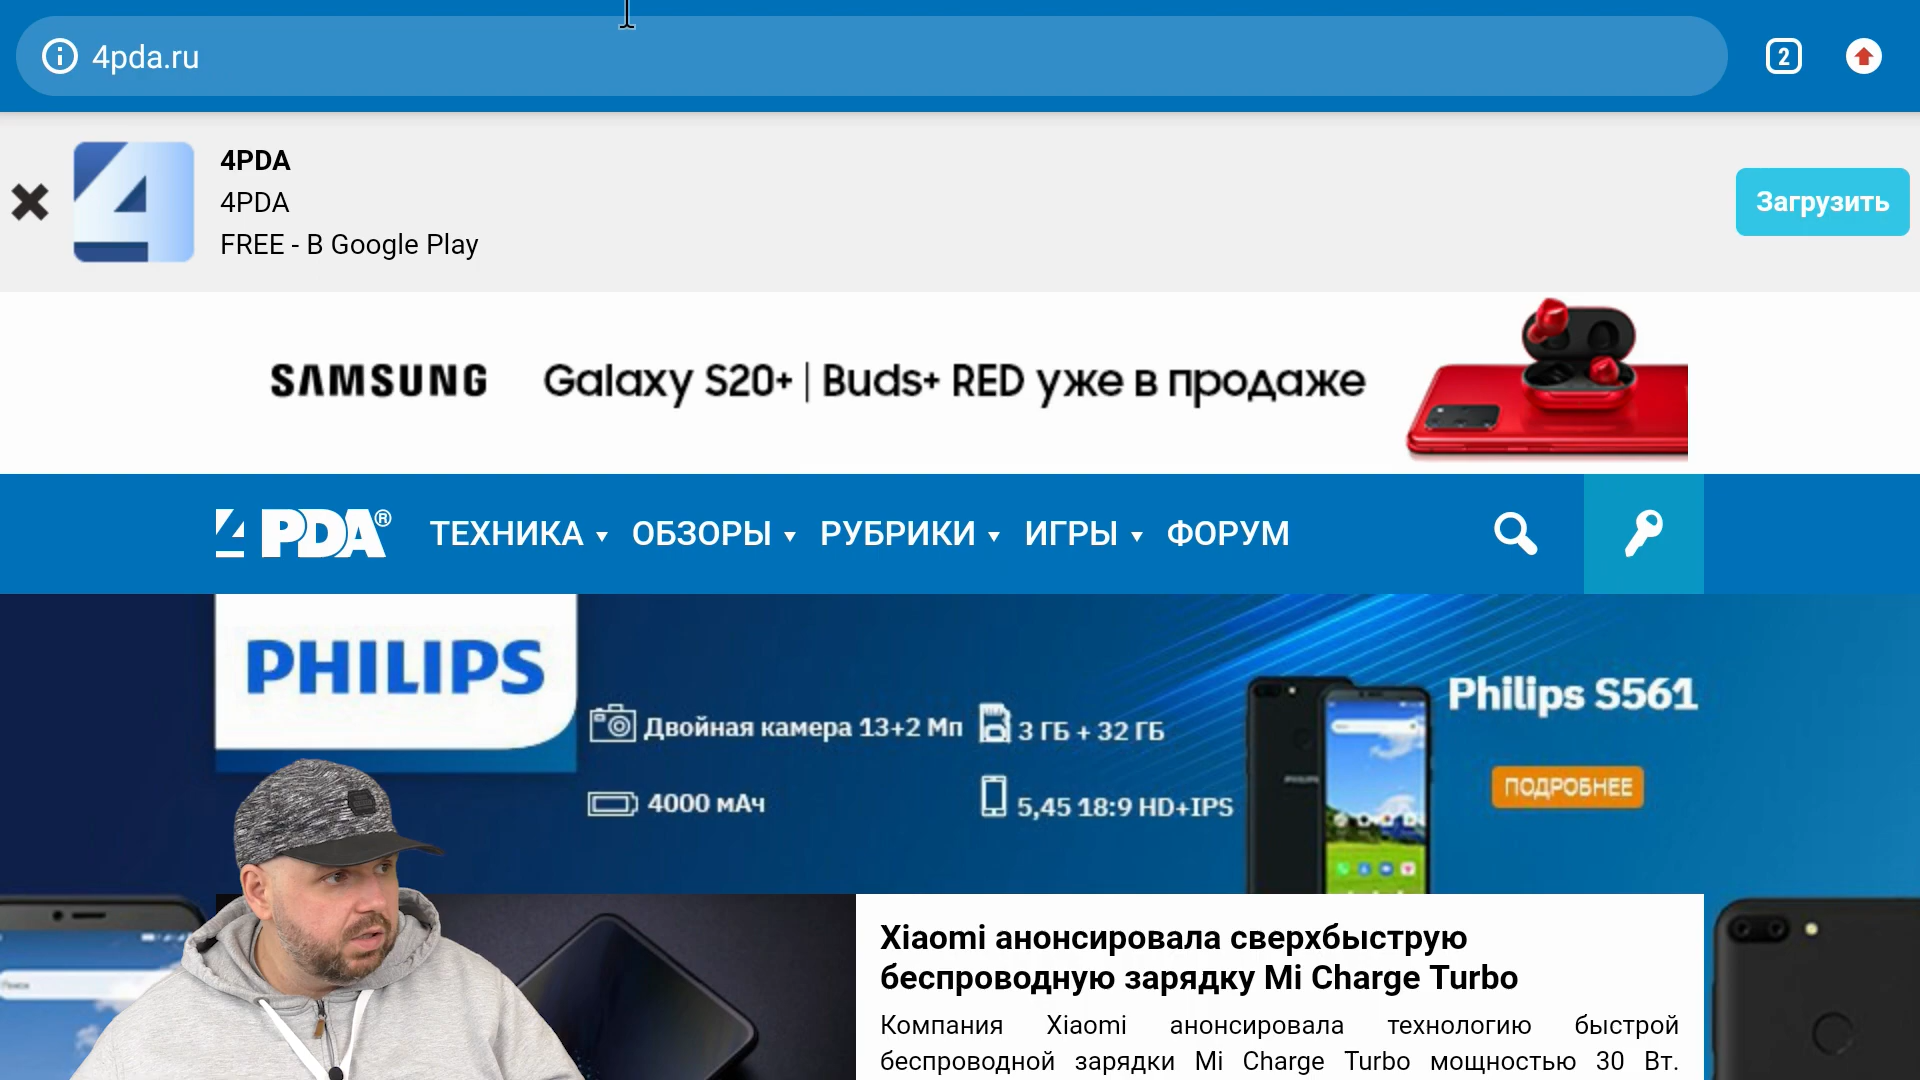 4pda.ru
2
4PDA
4PDA
FREE - В Google Play
Загрузить
SAMSUNG Galaxy S20+ | Buds+ RED уже в продаже
4PDA® ТЕХНИКА ▾ ОБЗОРЫ ▾ РУБРИКИ ▾ ИГРЫ ▾ ФОРУМ
PHILIPS
Двойная камера 13+2 Мп
3 ГБ + 32 ГБ
4000 мАч
5,45 18:9 HD+IPS
Philips S561
ПОДРОБНЕЕ
Xiaomi анонсировала сверхбыструю
беспроводную зарядку Mi Charge Turbo
Компания Xiaomi анонсировала технологию быстрой
беспроводной зарядки Mi Charge Turbo мощностью 30 Вт.